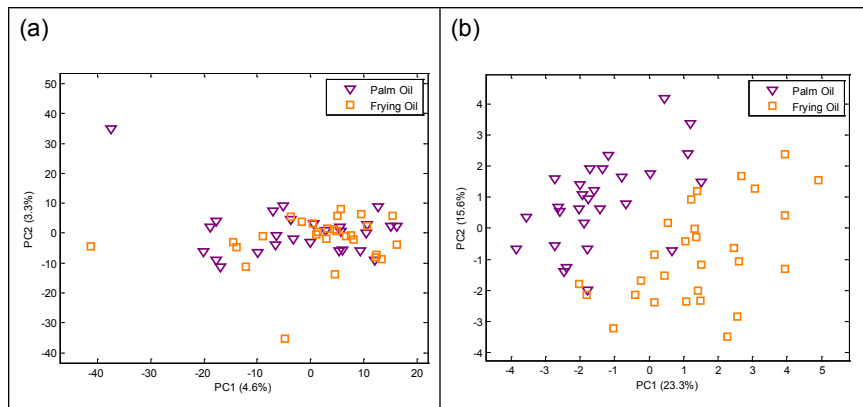 (a)
50
40
30
20
10
0
-10
-20
-30
-40
PC2 (3.3%)
-40 -30 -20 -10 0 10 20
PC1 (4.6%)
Palm Oil
Frying Oil
(b)
4
3
2
1
0
-1
-2
-3
-4
PC2 (15.6%)
-4 -3 -2 -1 0 1 2 3 4 5
PC1 (23.3%)
Palm Oil
Frying Oil